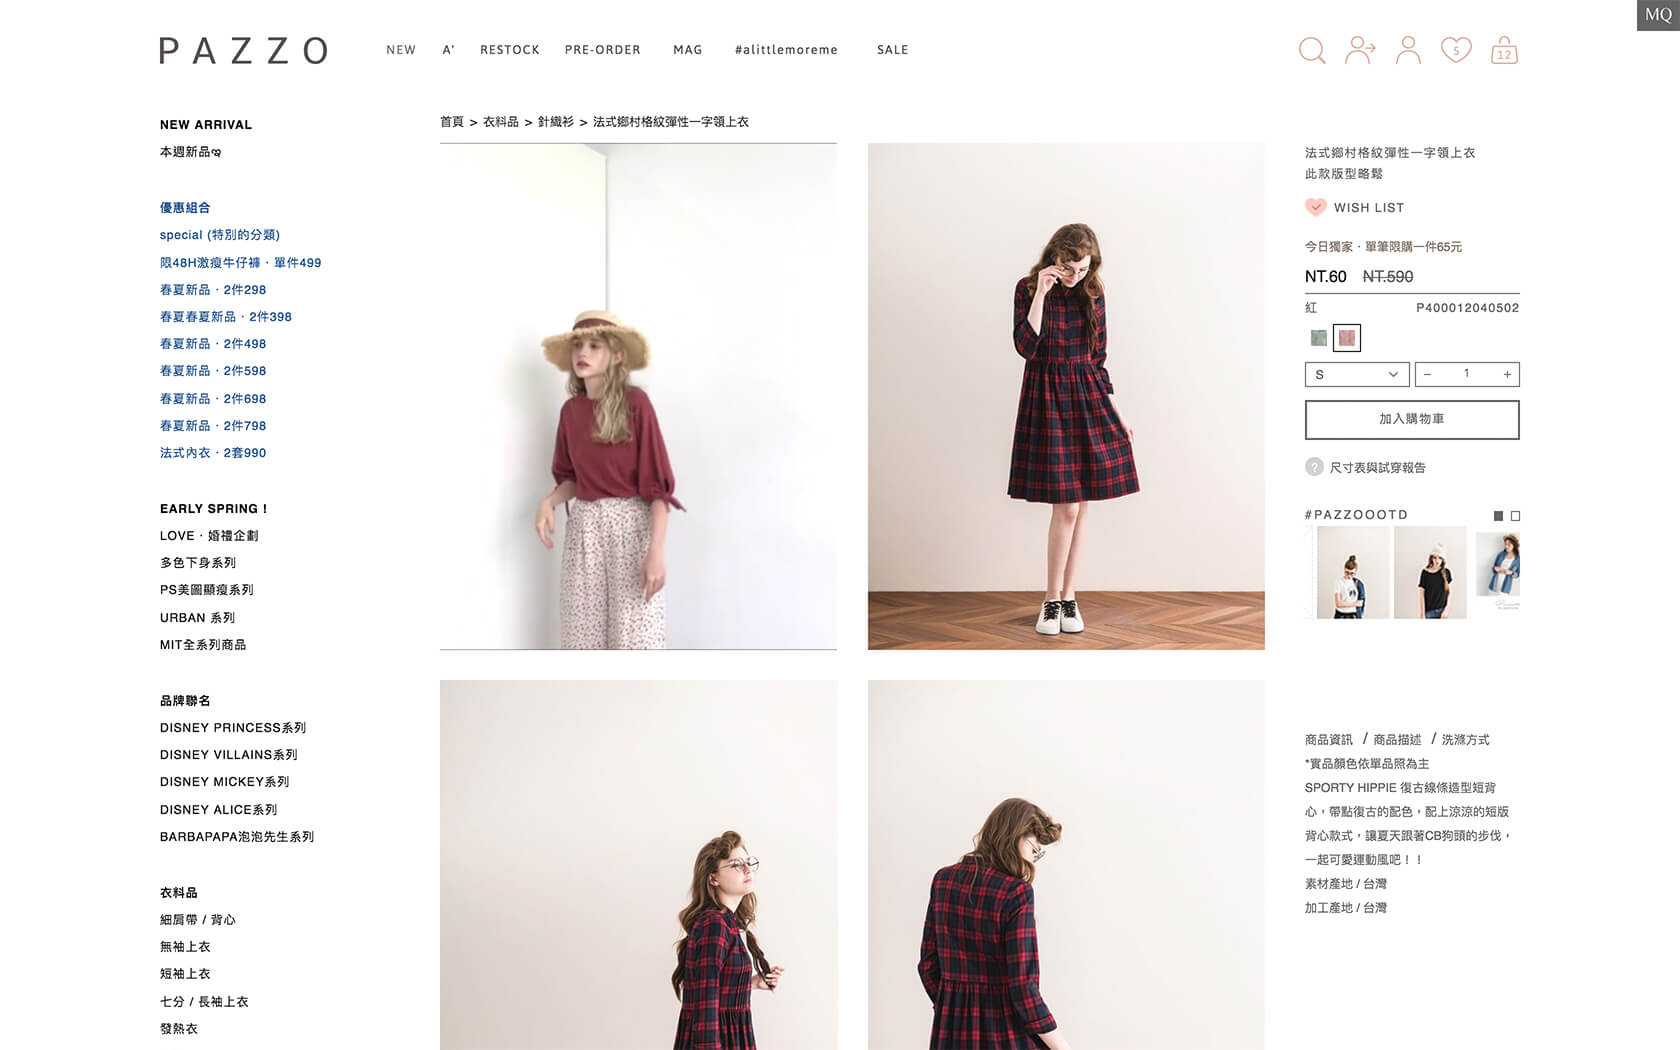 MQ
PAZZO
NEW A' RESTOCK PRE-ORDER MAG #alittlemoreme SALE
5
12
NEW ARRIVAL
本週新品
優惠組合
special (特別的分類)
限48H激瘦牛仔褲・單件499
春夏新品・2件298
春夏春夏新品・2件398
春夏新品・2件498
春夏新品・2件598
春夏新品・2件698
春夏新品・2件798
法式內衣・2套990
EARLY SPRING !
LOVE・婚禮企劃
多色下身系列
PS美圖顯瘦系列
URBAN 系列
MIT全系列商品
品牌聯名
DISNEY PRINCESS系列
DISNEY VILLAINS系列
DISNEY MICKEY系列
DISNEY ALICE系列
BARBAPAPA泡泡先生系列
衣料品
細肩帶 / 背心
無袖上衣
短袖上衣
七分 / 長袖上衣
發熱衣
首頁 > 衣料品 > 針織衫 > 法式鄉村格紋彈性一字領上衣
法式鄉村格紋彈性一字領上衣
此款版型略鬆
WISH LIST
今日獨家・單筆限購一件65元
NT.60 NT.590
紅 P400012040502
S − 1 +
加入購物車
? 尺寸表與試穿報告
#PAZZOOOTD
商品資訊 / 商品描述 / 洗滌方式
*實品顏色依單品照為主
SPORTY HIPPIE 復古線條造型短背
心，帶點復古的配色，配上涼涼的短版
背心款式，讓夏天跟著CB狗頭的步伐，
一起可愛運動風吧！！
素材產地 / 台灣
加工產地 / 台灣